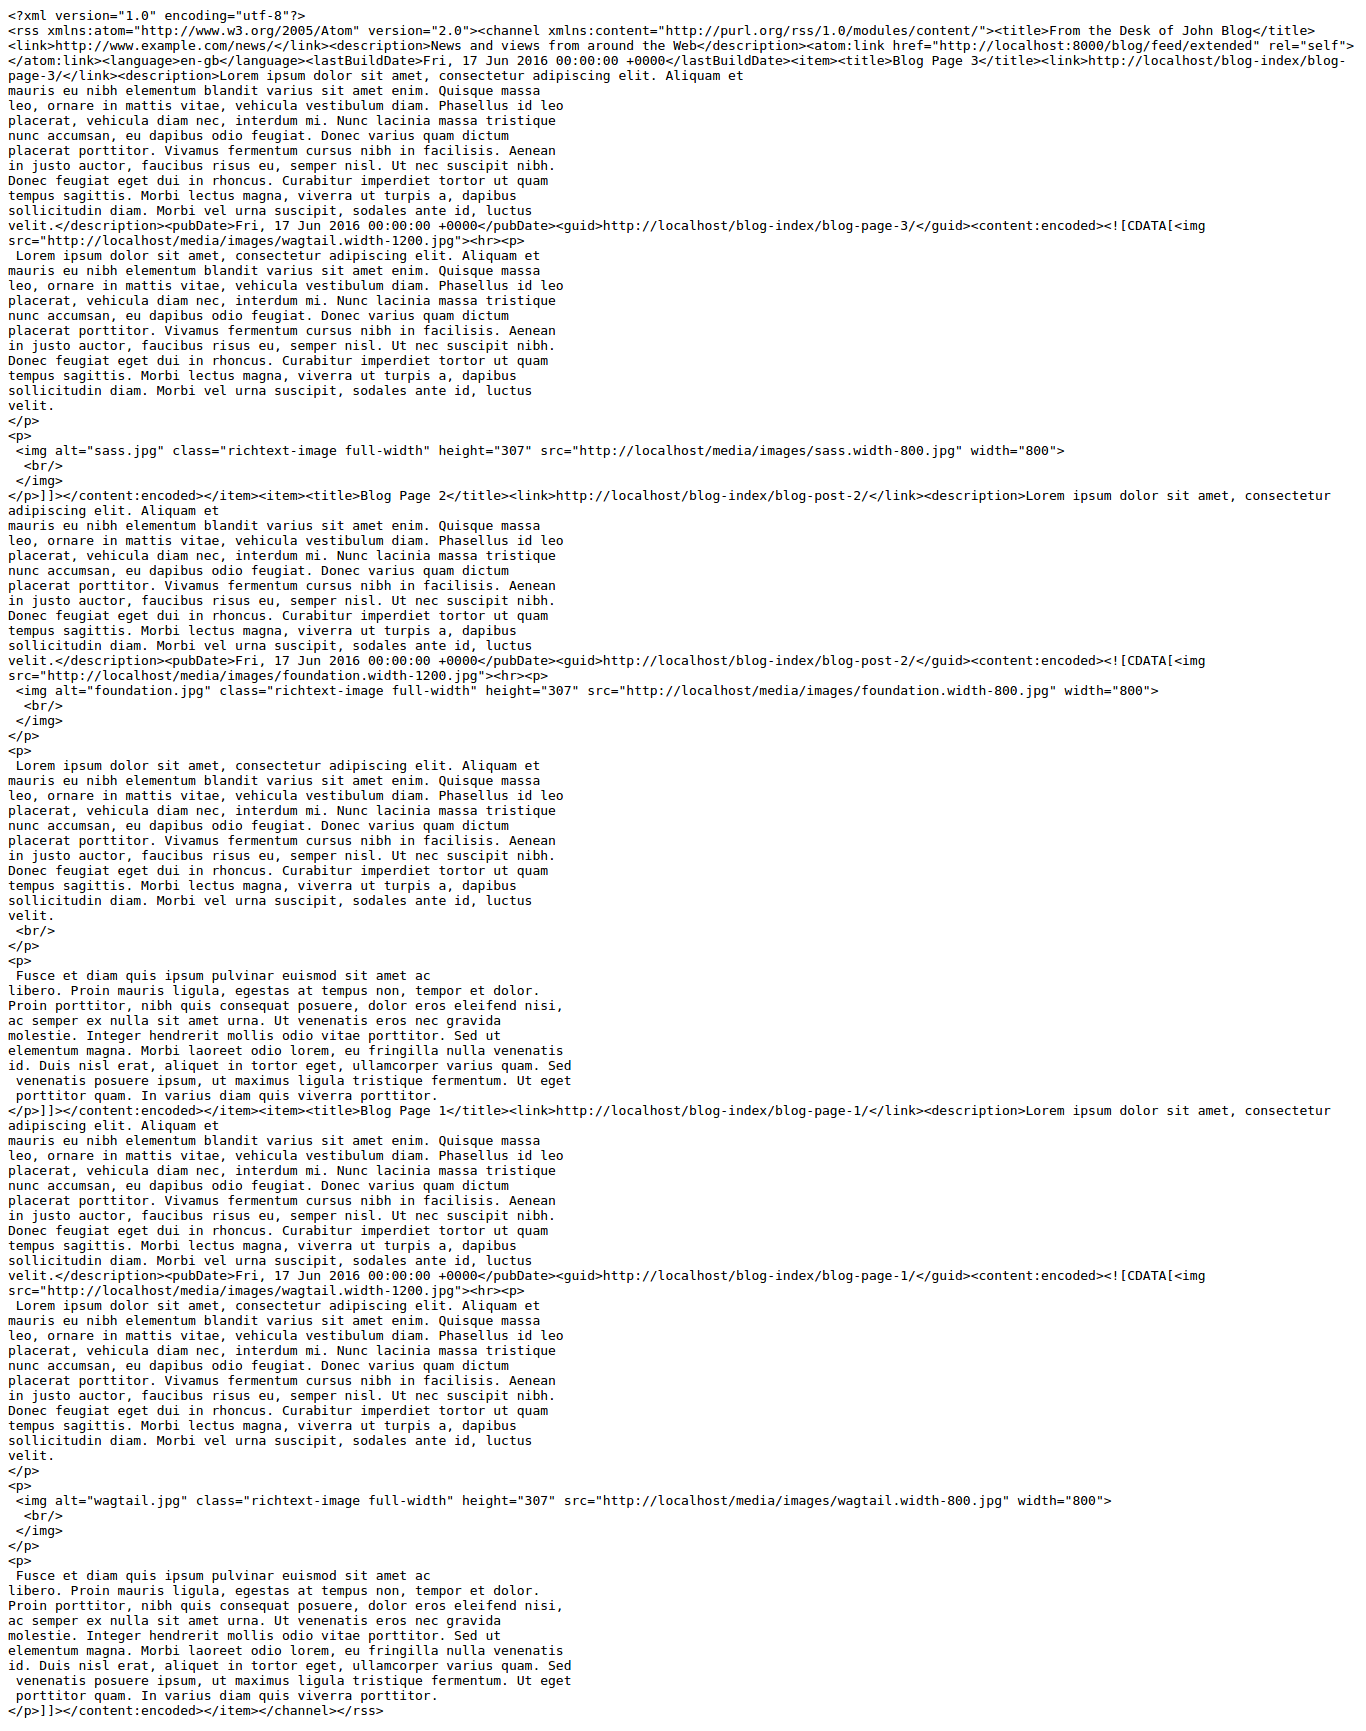 <?xml version="1.0" encoding="utf-8"?>
<rss xmlns:atom="http://www.w3.org/2005/Atom" version="2.0"><channel xmlns:content="http://purl.org/rss/1.0/modules/content/"><title>From the Desk of John Blog</title>
<link>http://www.example.com/news/</link><description>News and views from around the Web</description><atom:link href="http://localhost:8000/blog/feed/extended" rel="self">
</atom:link><language>en-gb</language><lastBuildDate>Fri, 17 Jun 2016 00:00:00 +0000</lastBuildDate><item><title>Blog Page 3</title><link>http://localhost/blog-index/blog-
page-3/</link><description>Lorem ipsum dolor sit amet, consectetur adipiscing elit. Aliquam et
mauris eu nibh elementum blandit varius sit amet enim. Quisque massa
leo, ornare in mattis vitae, vehicula vestibulum diam. Phasellus id leo
placerat, vehicula diam nec, interdum mi. Nunc lacinia massa tristique
nunc accumsan, eu dapibus odio feugiat. Donec varius quam dictum
placerat porttitor. Vivamus fermentum cursus nibh in facilisis. Aenean
in justo auctor, faucibus risus eu, semper nisl. Ut nec suscipit nibh.
Donec feugiat eget dui in rhoncus. Curabitur imperdiet tortor ut quam
tempus sagittis. Morbi lectus magna, viverra ut turpis a, dapibus
sollicitudin diam. Morbi vel urna suscipit, sodales ante id, luctus
velit.</description><pubDate>Fri, 17 Jun 2016 00:00:00 +0000</pubDate><guid>http://localhost/blog-index/blog-page-3/</guid><content:encoded><![CDATA[<img
src="http://localhost/media/images/wagtail.width-1200.jpg"><hr><p>
 Lorem ipsum dolor sit amet, consectetur adipiscing elit. Aliquam et
mauris eu nibh elementum blandit varius sit amet enim. Quisque massa
leo, ornare in mattis vitae, vehicula vestibulum diam. Phasellus id leo
placerat, vehicula diam nec, interdum mi. Nunc lacinia massa tristique
nunc accumsan, eu dapibus odio feugiat. Donec varius quam dictum
placerat porttitor. Vivamus fermentum cursus nibh in facilisis. Aenean
in justo auctor, faucibus risus eu, semper nisl. Ut nec suscipit nibh.
Donec feugiat eget dui in rhoncus. Curabitur imperdiet tortor ut quam
tempus sagittis. Morbi lectus magna, viverra ut turpis a, dapibus
sollicitudin diam. Morbi vel urna suscipit, sodales ante id, luctus
velit.
</p>
<p>
 <img alt="sass.jpg" class="richtext-image full-width" height="307" src="http://localhost/media/images/sass.width-800.jpg" width="800">
  <br/>
 </img>
</p>]]></content:encoded></item><item><title>Blog Page 2</title><link>http://localhost/blog-index/blog-post-2/</link><description>Lorem ipsum dolor sit amet, consectetur
adipiscing elit. Aliquam et
mauris eu nibh elementum blandit varius sit amet enim. Quisque massa
leo, ornare in mattis vitae, vehicula vestibulum diam. Phasellus id leo
placerat, vehicula diam nec, interdum mi. Nunc lacinia massa tristique
nunc accumsan, eu dapibus odio feugiat. Donec varius quam dictum
placerat porttitor. Vivamus fermentum cursus nibh in facilisis. Aenean
in justo auctor, faucibus risus eu, semper nisl. Ut nec suscipit nibh.
Donec feugiat eget dui in rhoncus. Curabitur imperdiet tortor ut quam
tempus sagittis. Morbi lectus magna, viverra ut turpis a, dapibus
sollicitudin diam. Morbi vel urna suscipit, sodales ante id, luctus
velit.</description><pubDate>Fri, 17 Jun 2016 00:00:00 +0000</pubDate><guid>http://localhost/blog-index/blog-post-2/</guid><content:encoded><![CDATA[<img
src="http://localhost/media/images/foundation.width-1200.jpg"><hr><p>
 <img alt="foundation.jpg" class="richtext-image full-width" height="307" src="http://localhost/media/images/foundation.width-800.jpg" width="800">
  <br/>
 </img>
</p>
<p>
 Lorem ipsum dolor sit amet, consectetur adipiscing elit. Aliquam et
mauris eu nibh elementum blandit varius sit amet enim. Quisque massa
leo, ornare in mattis vitae, vehicula vestibulum diam. Phasellus id leo
placerat, vehicula diam nec, interdum mi. Nunc lacinia massa tristique
nunc accumsan, eu dapibus odio feugiat. Donec varius quam dictum
placerat porttitor. Vivamus fermentum cursus nibh in facilisis. Aenean
in justo auctor, faucibus risus eu, semper nisl. Ut nec suscipit nibh.
Donec feugiat eget dui in rhoncus. Curabitur imperdiet tortor ut quam
tempus sagittis. Morbi lectus magna, viverra ut turpis a, dapibus
sollicitudin diam. Morbi vel urna suscipit, sodales ante id, luctus
velit.
 <br/>
</p>
<p>
 Fusce et diam quis ipsum pulvinar euismod sit amet ac
libero. Proin mauris ligula, egestas at tempus non, tempor et dolor.
Proin porttitor, nibh quis consequat posuere, dolor eros eleifend nisi,
ac semper ex nulla sit amet urna. Ut venenatis eros nec gravida
molestie. Integer hendrerit mollis odio vitae porttitor. Sed ut
elementum magna. Morbi laoreet odio lorem, eu fringilla nulla venenatis
id. Duis nisl erat, aliquet in tortor eget, ullamcorper varius quam. Sed
 venenatis posuere ipsum, ut maximus ligula tristique fermentum. Ut eget
 porttitor quam. In varius diam quis viverra porttitor.
</p>]]></content:encoded></item><item><title>Blog Page 1</title><link>http://localhost/blog-index/blog-page-1/</link><description>Lorem ipsum dolor sit amet, consectetur
adipiscing elit. Aliquam et
mauris eu nibh elementum blandit varius sit amet enim. Quisque massa
leo, ornare in mattis vitae, vehicula vestibulum diam. Phasellus id leo
placerat, vehicula diam nec, interdum mi. Nunc lacinia massa tristique
nunc accumsan, eu dapibus odio feugiat. Donec varius quam dictum
placerat porttitor. Vivamus fermentum cursus nibh in facilisis. Aenean
in justo auctor, faucibus risus eu, semper nisl. Ut nec suscipit nibh.
Donec feugiat eget dui in rhoncus. Curabitur imperdiet tortor ut quam
tempus sagittis. Morbi lectus magna, viverra ut turpis a, dapibus
sollicitudin diam. Morbi vel urna suscipit, sodales ante id, luctus
velit.</description><pubDate>Fri, 17 Jun 2016 00:00:00 +0000</pubDate><guid>http://localhost/blog-index/blog-page-1/</guid><content:encoded><![CDATA[<img
src="http://localhost/media/images/wagtail.width-1200.jpg"><hr><p>
 Lorem ipsum dolor sit amet, consectetur adipiscing elit. Aliquam et
mauris eu nibh elementum blandit varius sit amet enim. Quisque massa
leo, ornare in mattis vitae, vehicula vestibulum diam. Phasellus id leo
placerat, vehicula diam nec, interdum mi. Nunc lacinia massa tristique
nunc accumsan, eu dapibus odio feugiat. Donec varius quam dictum
placerat porttitor. Vivamus fermentum cursus nibh in facilisis. Aenean
in justo auctor, faucibus risus eu, semper nisl. Ut nec suscipit nibh.
Donec feugiat eget dui in rhoncus. Curabitur imperdiet tortor ut quam
tempus sagittis. Morbi lectus magna, viverra ut turpis a, dapibus
sollicitudin diam. Morbi vel urna suscipit, sodales ante id, luctus
velit.
</p>
<p>
 <img alt="wagtail.jpg" class="richtext-image full-width" height="307" src="http://localhost/media/images/wagtail.width-800.jpg" width="800">
  <br/>
 </img>
</p>
<p>
 Fusce et diam quis ipsum pulvinar euismod sit amet ac
libero. Proin mauris ligula, egestas at tempus non, tempor et dolor.
Proin porttitor, nibh quis consequat posuere, dolor eros eleifend nisi,
ac semper ex nulla sit amet urna. Ut venenatis eros nec gravida
molestie. Integer hendrerit mollis odio vitae porttitor. Sed ut
elementum magna. Morbi laoreet odio lorem, eu fringilla nulla venenatis
id. Duis nisl erat, aliquet in tortor eget, ullamcorper varius quam. Sed
 venenatis posuere ipsum, ut maximus ligula tristique fermentum. Ut eget
 porttitor quam. In varius diam quis viverra porttitor.
</p>]]></content:encoded></item></channel></rss>